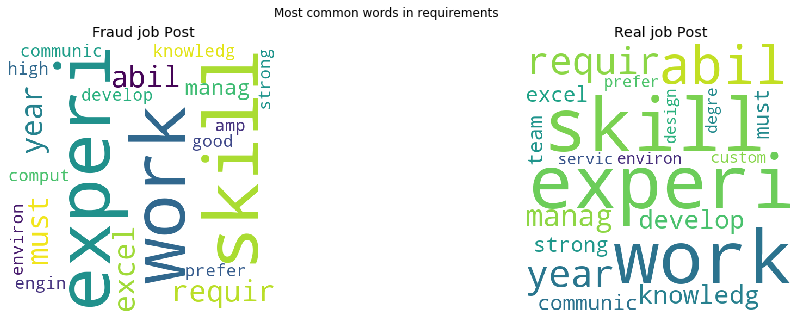 Most common words in requirements
Fraud job Post
communic
knowledg
high
abil
strong
year
experi
develop
manag
skill
work
amp
good
comput
must
environ
excel
engin
prefer
requir
Real job Post
requir
abil
prefer
excel
skill
design
degre
must
team
servic
environ
custom
experi
manag
develop
strong
work
year
knowledg
communic